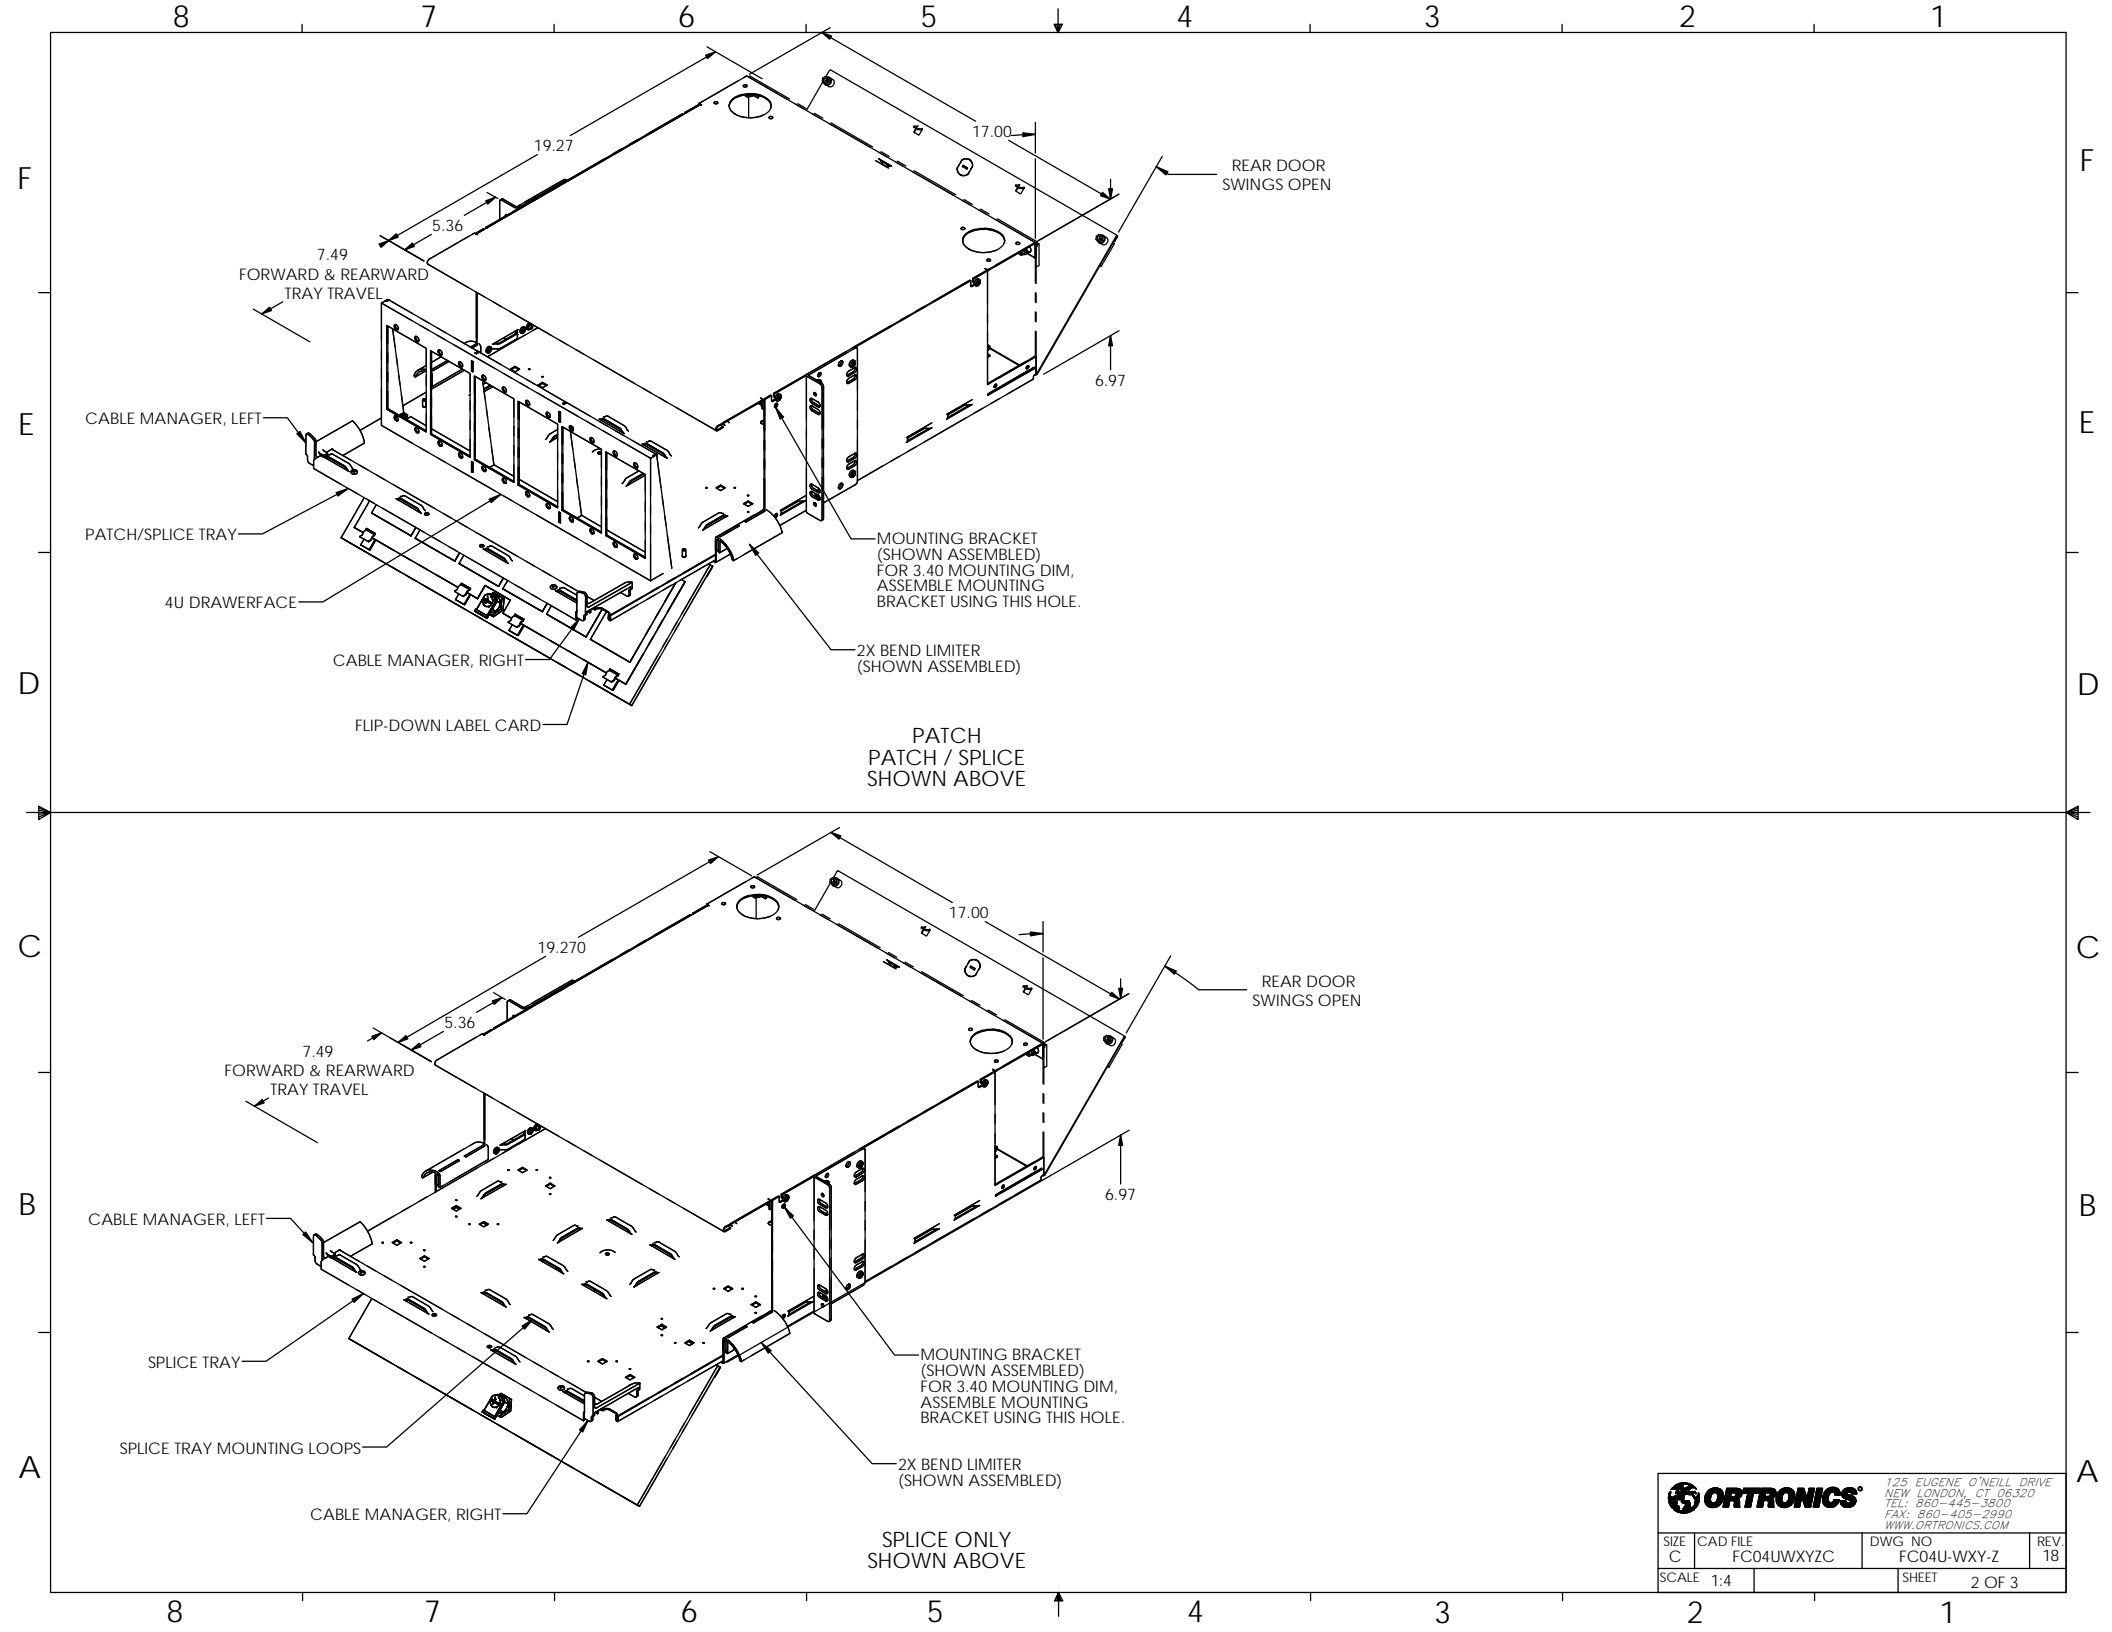 8 7 6 5 4 3 2 1
F
F
19.27
17.00
REAR DOOR
SWINGS OPEN
5.36
7.49
FORWARD & REARWARD
TRAY TRAVEL
6.97
E
E
CABLE MANAGER, LEFT
PATCH/SPLICE TRAY
4U DRAWERFACE
MOUNTING BRACKET
(SHOWN ASSEMBLED)
FOR 3.40 MOUNTING DIM,
ASSEMBLE MOUNTING
BRACKET USING THIS HOLE.
2X BEND LIMITER
(SHOWN ASSEMBLED)
CABLE MANAGER, RIGHT
D
D
FLIP-DOWN LABEL CARD
PATCH
PATCH / SPLICE
SHOWN ABOVE
17.00
19.270
C
C
REAR DOOR
SWINGS OPEN
5.36
7.49
FORWARD & REARWARD
TRAY TRAVEL
6.97
B
B
CABLE MANAGER, LEFT
SPLICE TRAY
SPLICE TRAY MOUNTING LOOPS
MOUNTING BRACKET
(SHOWN ASSEMBLED)
FOR 3.40 MOUNTING DIM,
ASSEMBLE MOUNTING
BRACKET USING THIS HOLE.
2X BEND LIMITER
(SHOWN ASSEMBLED)
A
A
CABLE MANAGER, RIGHT
SPLICE ONLY
SHOWN ABOVE
ORTRONICS®
125 EUGENE O'NEILL DRIVE
NEW LONDON, CT 06320
TEL: 860-445-3800
FAX: 860-405-2990
WWW.ORTRONICS.COM
SIZE C
CAD FILE FC04UWXYZC
DWG NO FC04U-WXY-Z
REV. 18
SCALE 1:4
SHEET 2 OF 3
8 7 6 5 4 3 2 1